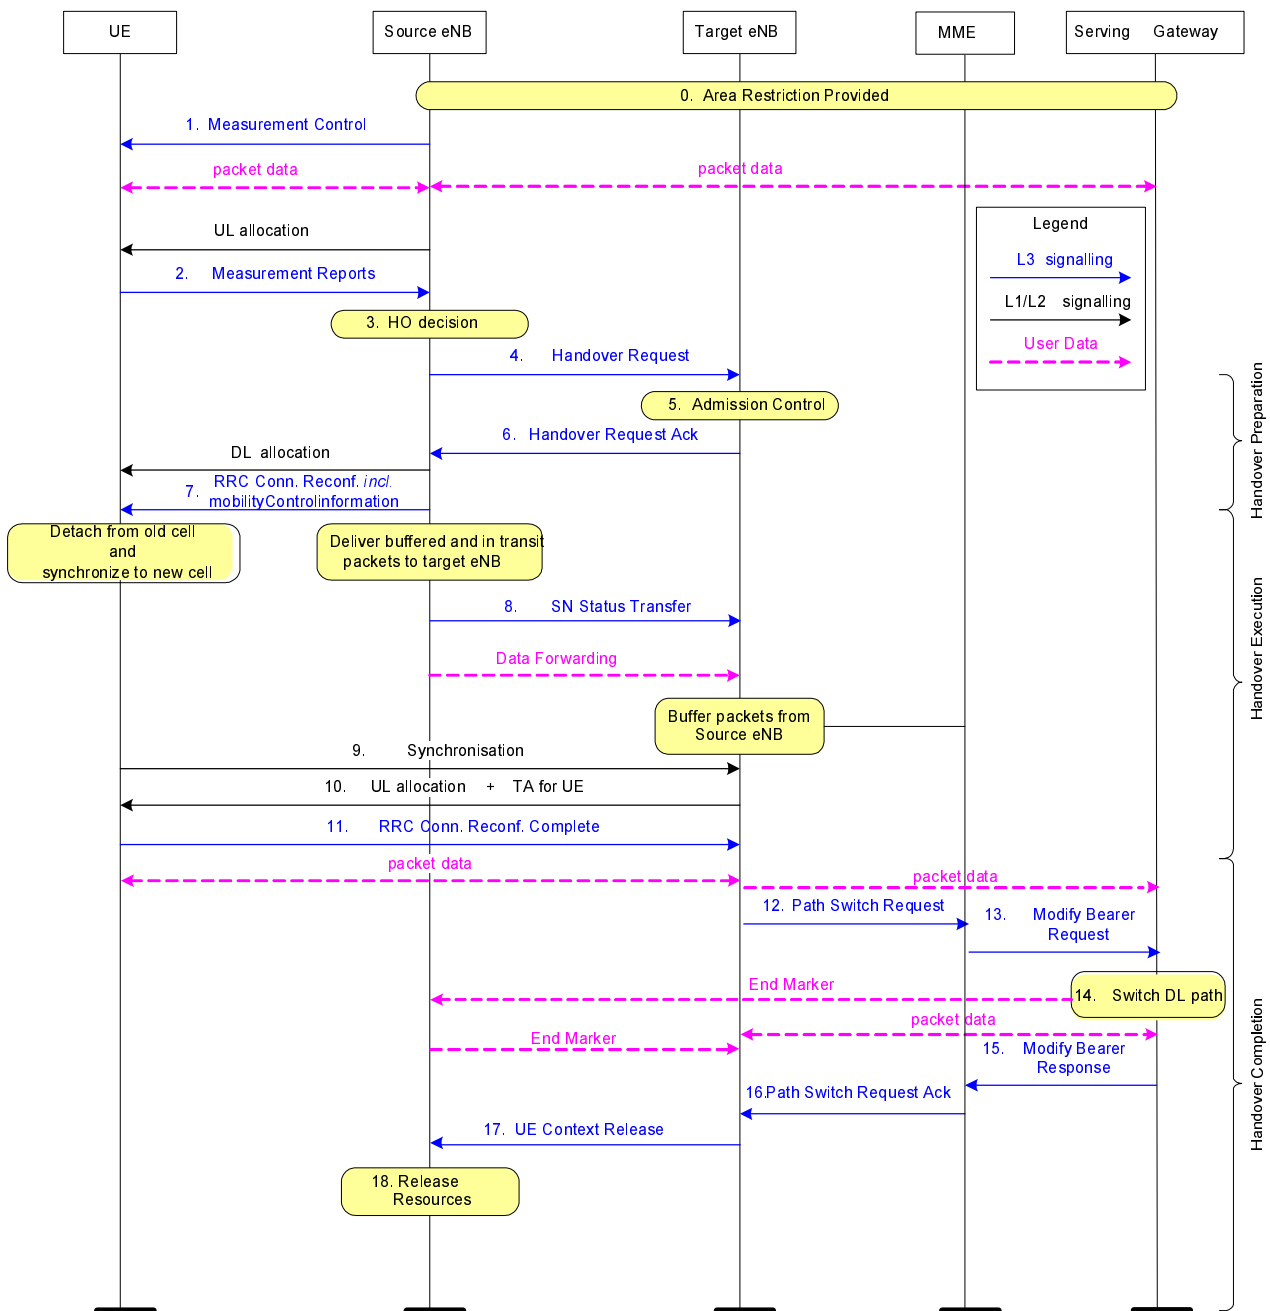 UE
Source eNB
Target eNB
MME
Serving Gateway
0. Area Restriction Provided
1. Measurement Control
packet data
packet data
Legend
UL allocation
L3 signalling
2. Measurement Reports
L1/L2 signalling
3. HO decision
User Data
4. Handover Request
5. Admission Control
Handover Preparation
6. Handover Request Ack
DL allocation
7. RRC Conn. Reconf. incl.
mobilityControlinformation
Detach from old cell
and
synchronize to new cell
Deliver buffered and in transit
packets to target eNB
8. SN Status Transfer
Handover Execution
Data Forwarding
Buffer packets from
Source eNB
9. Synchronisation
10. UL allocation + TA for UE
11. RRC Conn. Reconf. Complete
packet data
packet data
12. Path Switch Request
13. Modify Bearer
Request
End Marker
14. Switch DL path
packet data
End Marker
15. Modify Bearer
Response
Handover Completion
16.Path Switch Request Ack
17. UE Context Release
18. Release
Resources